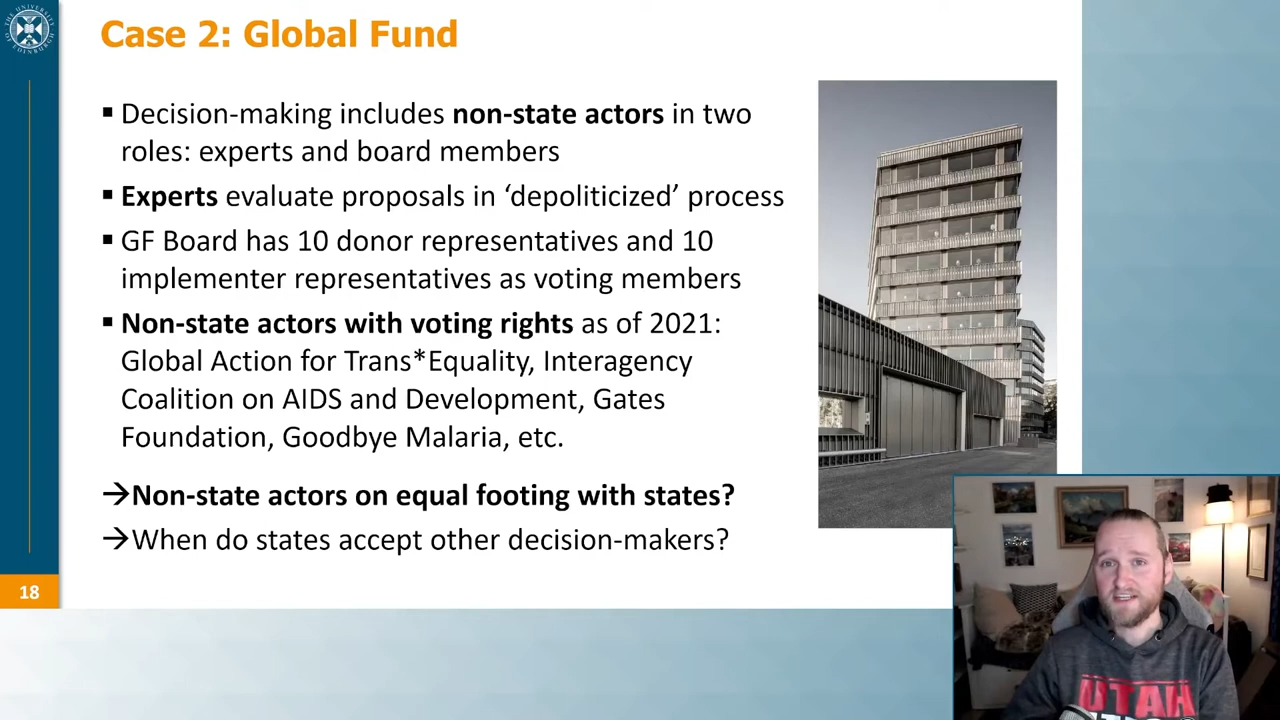 THE UNIVERSITY OF EDINBURGH
Case 2: Global Fund
▪ Decision-making includes non-state actors in two
roles: experts and board members
▪ Experts evaluate proposals in ‘depoliticized’ process
▪ GF Board has 10 donor representatives and 10
implementer representatives as voting members
▪ Non-state actors with voting rights as of 2021:
Global Action for Trans*Equality, Interagency
Coalition on AIDS and Development, Gates
Foundation, Goodbye Malaria, etc.
→Non-state actors on equal footing with states?
→When do states accept other decision-makers?
18
UTAH